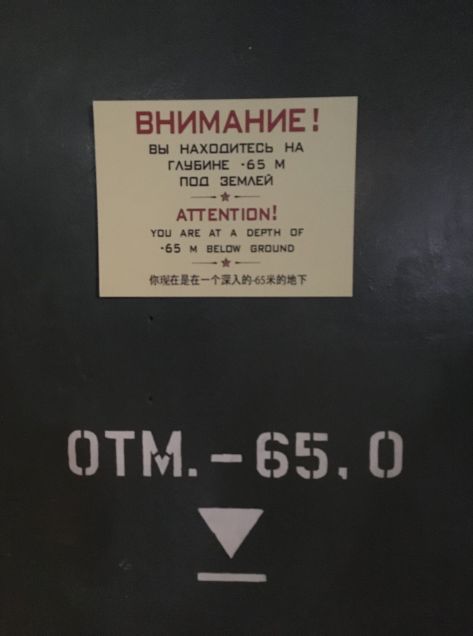 ВНИМАНИЕ!
ВЫ НАХОДИТЕСЬ НА
ГЛУБИНЕ -65 М
ПОД ЗЕМЛЕЙ
ATTENTION!
YOU ARE AT A DEPTH OF
-65 M BELOW GROUND
你现在是在一个深入的-65米的地下
ОТМ.-65,0